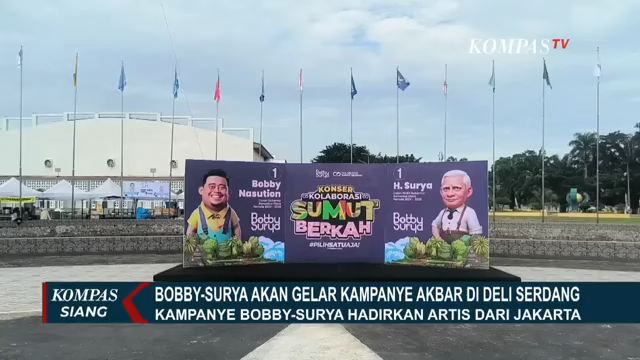 KOMPAS TV
1
Bobby
Nasution
Bobby
Surya
KONSER
KOLABORASI
SUMUT
BERKAH
#PILIHSATUAJA!
1
H. Surya
Bobby
Surya
KOMPAS
SIANG
BOBBY-SURYA AKAN GELAR KAMPANYE AKBAR DI DELI SERDANG
KAMPANYE BOBBY-SURYA HADIRKAN ARTIS DARI JAKARTA